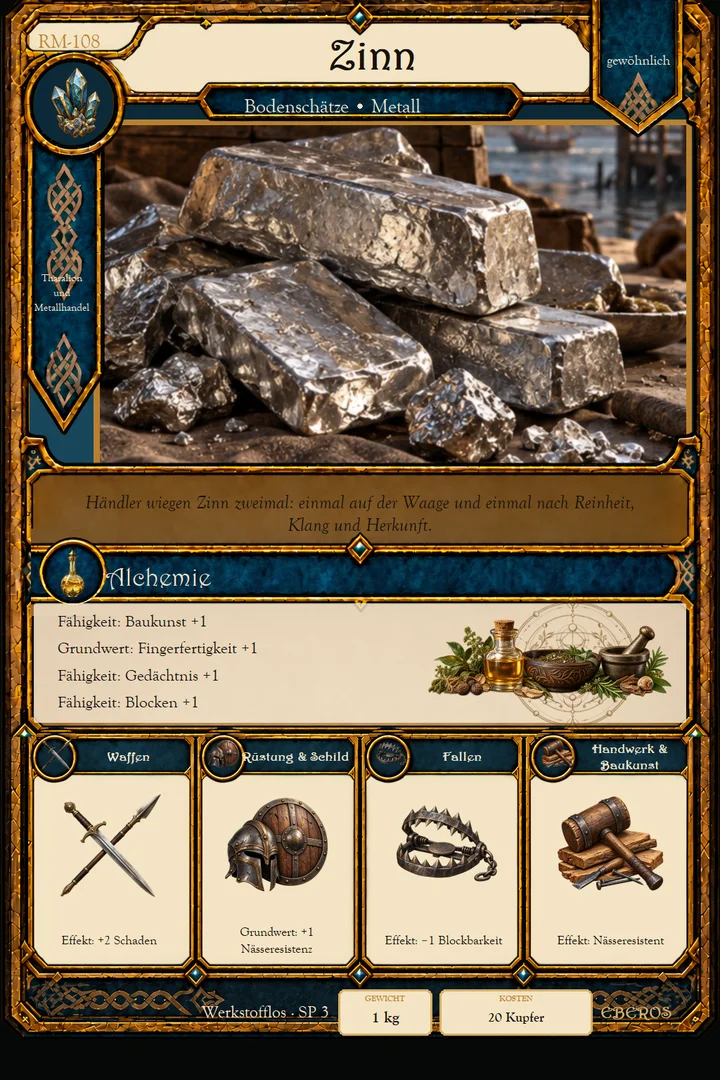 RM-108
Zinn
gewöhnlich
Bodenschätze • Metall
Tharalion
und
Metallhandel
Händler wiegen Zinn zweimal: einmal auf der Waage und einmal nach Reinheit,
Klang und Herkunft.
Alchemie
Fähigkeit: Baukunst +1
Grundwert: Fingerfertigkeit +1
Fähigkeit: Gedächtnis +1
Fähigkeit: Blocken +1
Waffen
Rüstung & Schild
Fallen
Handwerk &
Baukunst
Effekt: +2 Schaden
Grundwert: +1
Nässeresistenz
Effekt: −1 Blockbarkeit
Effekt: Nässeresistent
Werkstofflos · SP 3
GEWICHT
1 kg
KOSTEN
20 Kupfer
EBEROS